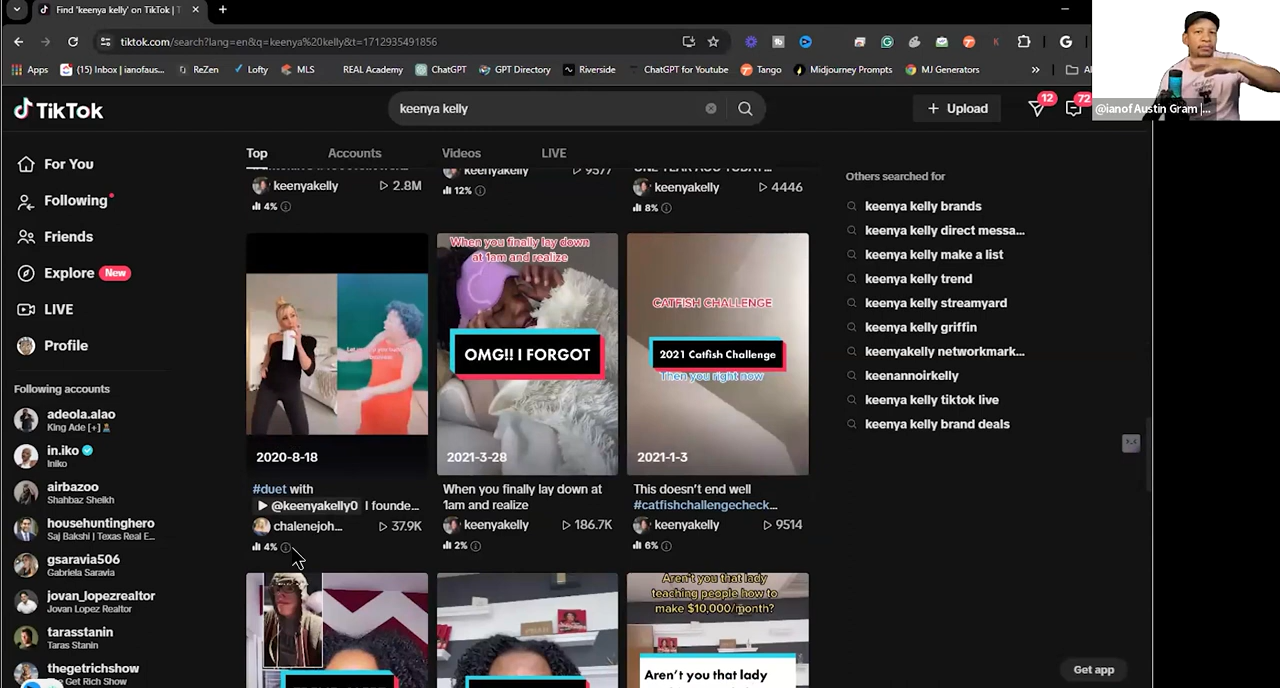 Find 'keenya kelly' on TikTok | T
tiktok.com/search?lang=en&q=keenya%20kelly&t=1712935491856
Apps
(15) Inbox | ianofaus...
ReZen
Lofty
MLS
REAL Academy
ChatGPT
GPT Directory
Riverside
ChatGPT for Youtube
Tango
Midjourney Prompts
MJ Generators
@ianof Austin Gram |...
TikTok
keenya kelly
Upload
12
72
Top
Accounts
Videos
LIVE
For You
Following
Friends
Explore New
LIVE
Profile
Following accounts
adeola.alao
King Ade [+]
in.iko
Iniko
airbazoo
Shahbaz Sheikh
househuntinghero
Saj Bakshi | Texas Real E...
gsaravia506
Gabriela Saravia
jovan_lopezrealtor
Jovan Lopez Realtor
tarasstanin
Taras Stanin
thegetrichshow
Get Rich Show
keenyakelly
2.8M
4%
keenyakelly
9577
12%
ONE YEAR AGO TODAY...
keenyakelly
4446
8%
2020-8-18
#duet with
@keenyakelly0 I founde...
chalenejoh...
37.9K
4%
When you finally lay down
at 1am and realize
OMG!! I FORGOT
2021-3-28
When you finally lay down at
1am and realize
keenyakelly
186.7K
2%
CATFISH CHALLENGE
2021 Catfish Challenge
Then you right now
2021-1-3
This doesn't end well
#catfishchallengecheck...
keenyakelly
9514
6%
Aren't you that lady
teaching people how to
make $10,000/month?
Aren't you that lady
Others searched for
keenya kelly brands
keenya kelly direct messa...
keenya kelly make a list
keenya kelly trend
keenya kelly streamyard
keenya kelly griffin
keenyakelly networkmark...
keenannoirkelly
keenya kelly tiktok live
keenya kelly brand deals
Get app